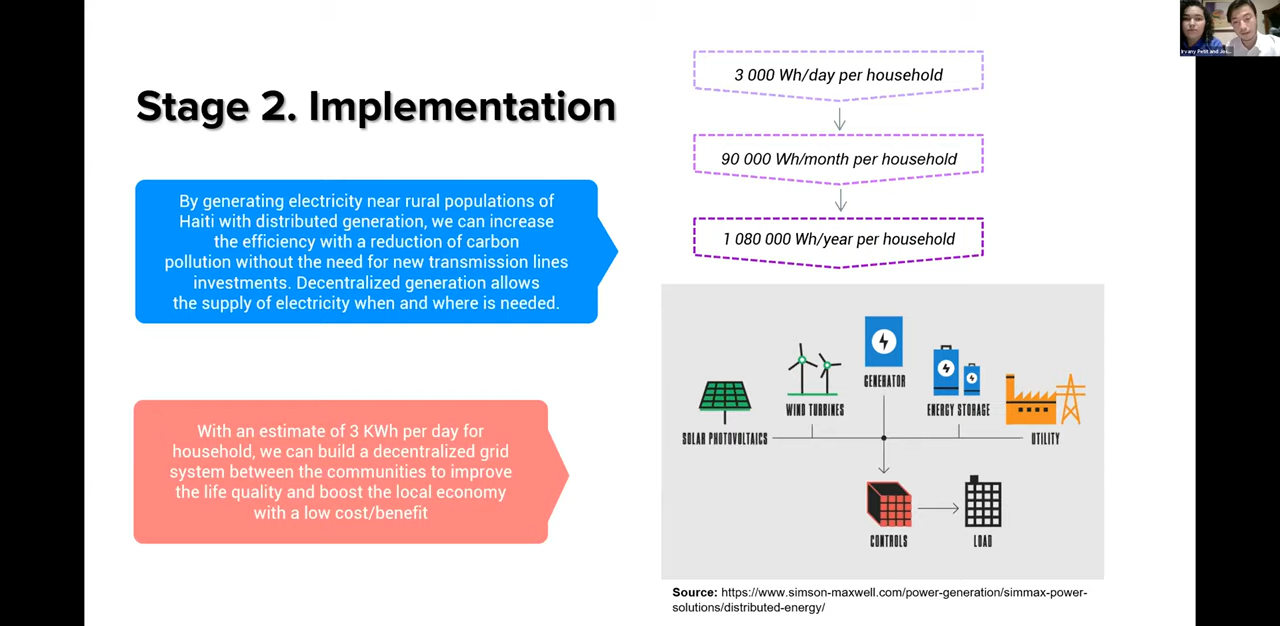 Stage 2. Implementation
By generating electricity near rural populations of
Haiti with distributed generation, we can increase
the efficiency with a reduction of carbon
pollution without the need for new transmission lines
investments. Decentralized generation allows
the supply of electricity when and where is needed.
With an estimate of 3 KWh per day for
household, we can build a decentralized grid
system between the communities to improve
the life quality and boost the local economy
with a low cost/benefit
3 000 Wh/day per household
90 000 Wh/month per household
1 080 000 Wh/year per household
SOLAR PHOTOVOLTAICS
WIND TURBINES
GENERATOR
ENERGY STORAGE
UTILITY
CONTROLS
LOAD
Source: https://www.simson-maxwell.com/power-generation/simmax-power-
solutions/distributed-energy/
Petit and